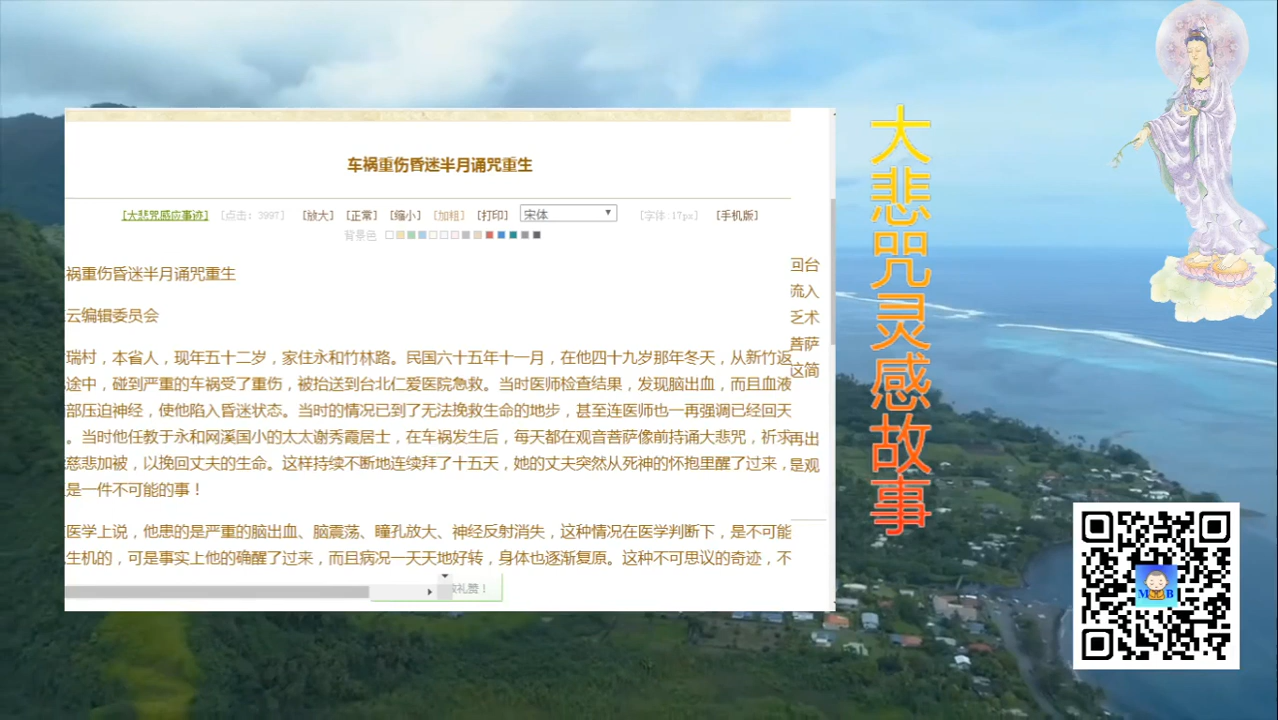 车祸重伤昏迷半月诵咒重生
[大悲咒感应事迹] [点击: 3997] [放大] [正常] [缩小] [加粗] [打印] 宋体 [字体:17px] [手机版]
背景色
祸重伤昏迷半月诵咒重生
云编辑委员会
瑞村，本省人，现年五十二岁，家住永和竹林路。民国六十五年十一月，在他四十九岁那年冬天，从新竹返
途中，碰到严重的车祸受了重伤，被抬送到台北仁爱医院急救。当时医师检查结果，发现脑出血，而且血液
部压迫神经，使他陷入昏迷状态。当时的情况已到了无法挽救生命的地步，甚至连医师也一再强调已经回天
。当时他任教于永和网溪国小的太太谢秀霞居士，在车祸发生后，每天都在观音菩萨像前持诵大悲咒，祈求
慈悲加被，以挽回丈夫的生命。这样持续不断地连续拜了十五天，她的丈夫突然从死神的怀抱里醒了过来，
是一件不可能的事！
医学上说，他患的是严重的脑出血、脑震荡、瞳孔放大、神经反射消失，这种情况在医学判断下，是不可能
生机的，可是事实上他的确醒了过来，而且病况一天天地好转，身体也逐渐复原。这种不可思议的奇迹，不
回台
流入
乏术
菩萨
这简
再出
是观
礼赞！
大悲咒灵感故事
M B